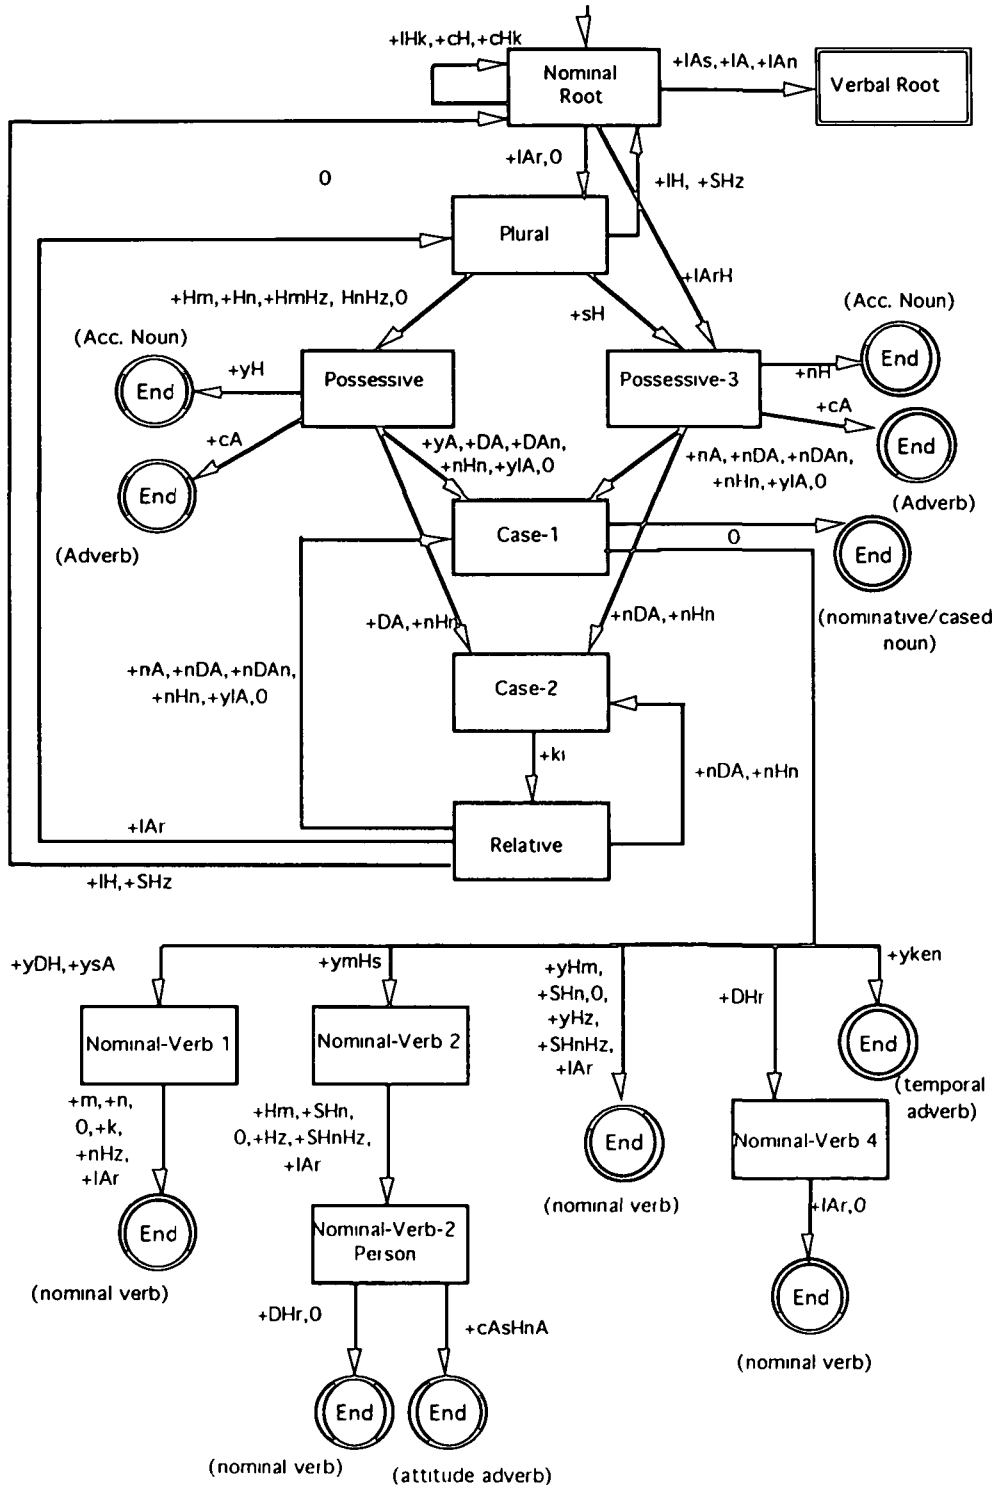 +lHk,+cH,+cHk
Nominal
Root
+lAs,+lA,+lAn
Verbal Root
+lAr,0
0
+lH, +SHz
Plural
+lArH
+Hm,+Hn,+HmHz, HnHz,0
+sH
(Acc. Noun)
(Acc. Noun)
End
+yH
Possessive
Possessive-3
+nH
End
+cA
+cA
End
+yA,+DA,+DAn,
+nHn,+ylA,0
+nA,+nDA,+nDAn,
+nHn,+ylA,0
End
(Adverb)
(Adverb)
Case-1
0
End
(nominative/cased
noun)
+DA,+nHn
+nDA,+nHn
+nA,+nDA,+nDAn,
+nHn,+ylA,0
Case-2
+ki
+nDA,+nHn
+lAr
Relative
+lH,+SHz
+yDH,+ysA
+ymHs
+yHm,
+SHn,0,
+yHz,
+SHnHz,
+lAr
+DHr
+yken
Nominal-Verb 1
Nominal-Verb 2
End
(temporal
adverb)
+m,+n,
0,+k,
+nHz,
+lAr
+Hm,+SHn,
0,+Hz,+SHnHz,
+lAr
End
(nominal verb)
Nominal-Verb 4
+lAr,0
End
(nominal verb)
Nominal-Verb-2
Person
End
(nominal verb)
+DHr,0
+cAsHnA
End
End
(nominal verb)
(attitude adverb)